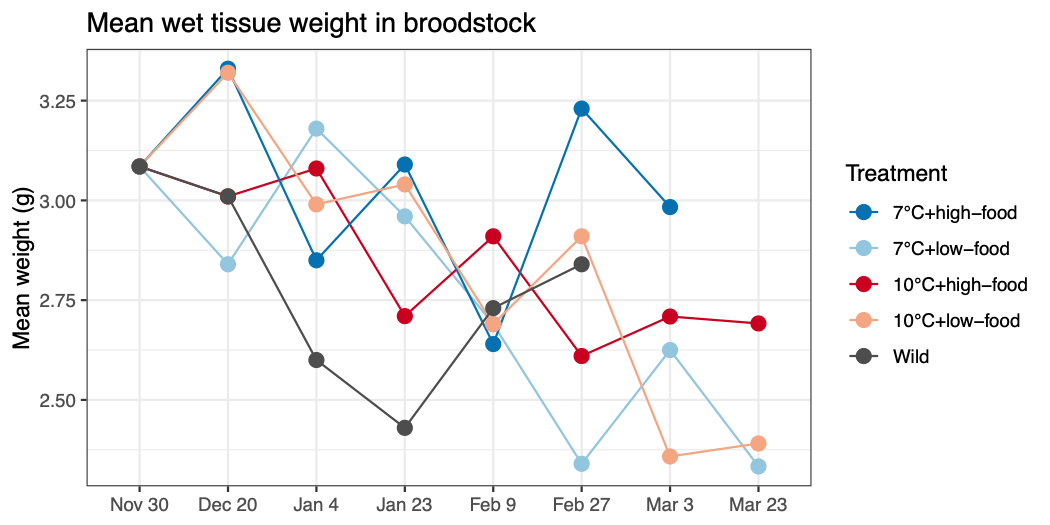 Mean wet tissue weight in broodstock
Mean weight (g)
3.25
3.00
2.75
2.50
Nov 30 Dec 20 Jan 4 Jan 23 Feb 9 Feb 27 Mar 3 Mar 23
Treatment
7°C+high−food
7°C+low−food
10°C+high−food
10°C+low−food
Wild